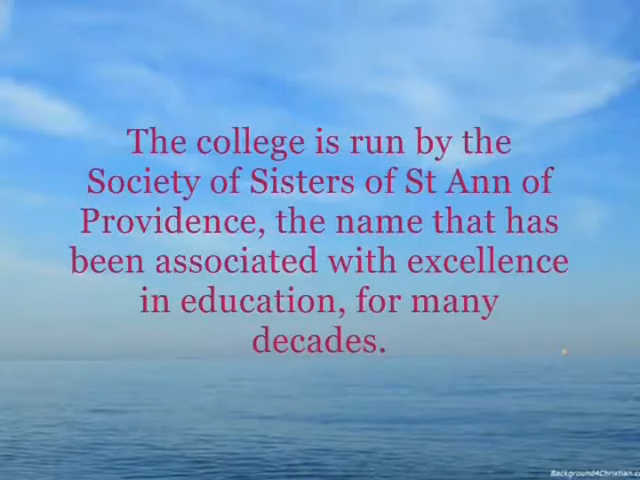 The college is run by the
Society of Sisters of St Ann of
Providence, the name that has
been associated with excellence
in education, for many
decades.
Background4Christian.c